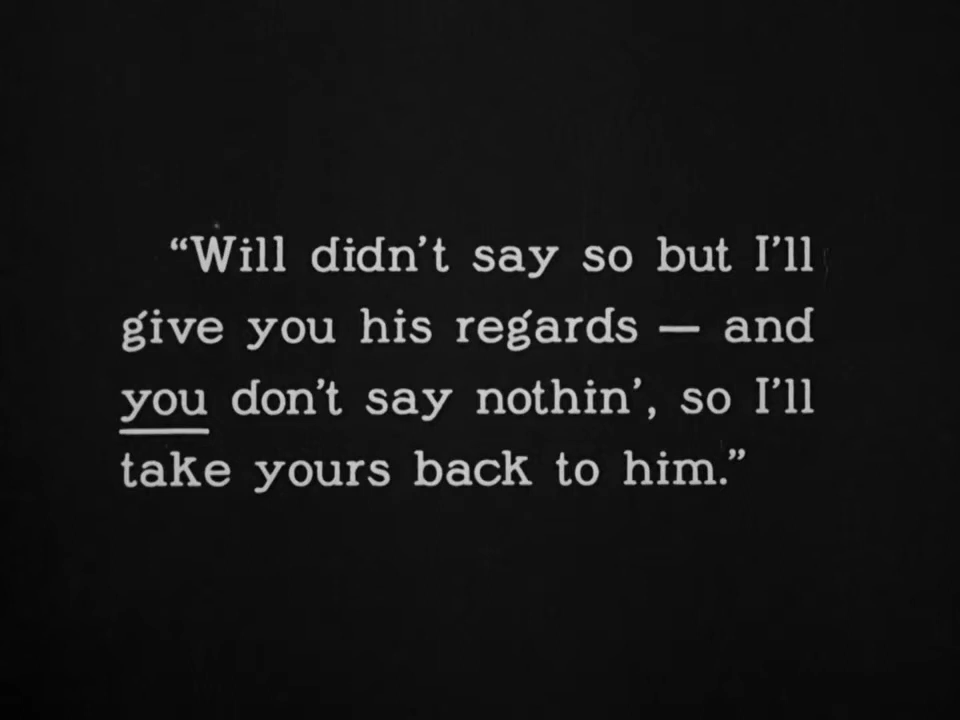 “Will didn’t say so but I’ll
give you his regards — and
you don’t say nothin’, so I’ll
take yours back to him.”